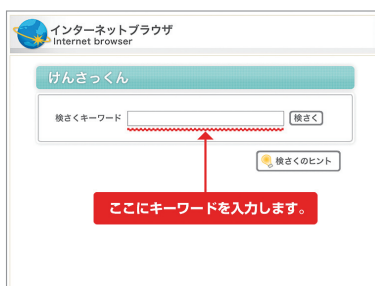 インターネットブラウザ
Internet browser
けんさっくん
検さくキーワード 検さく
検さくのヒント
ここにキーワードを入力します。